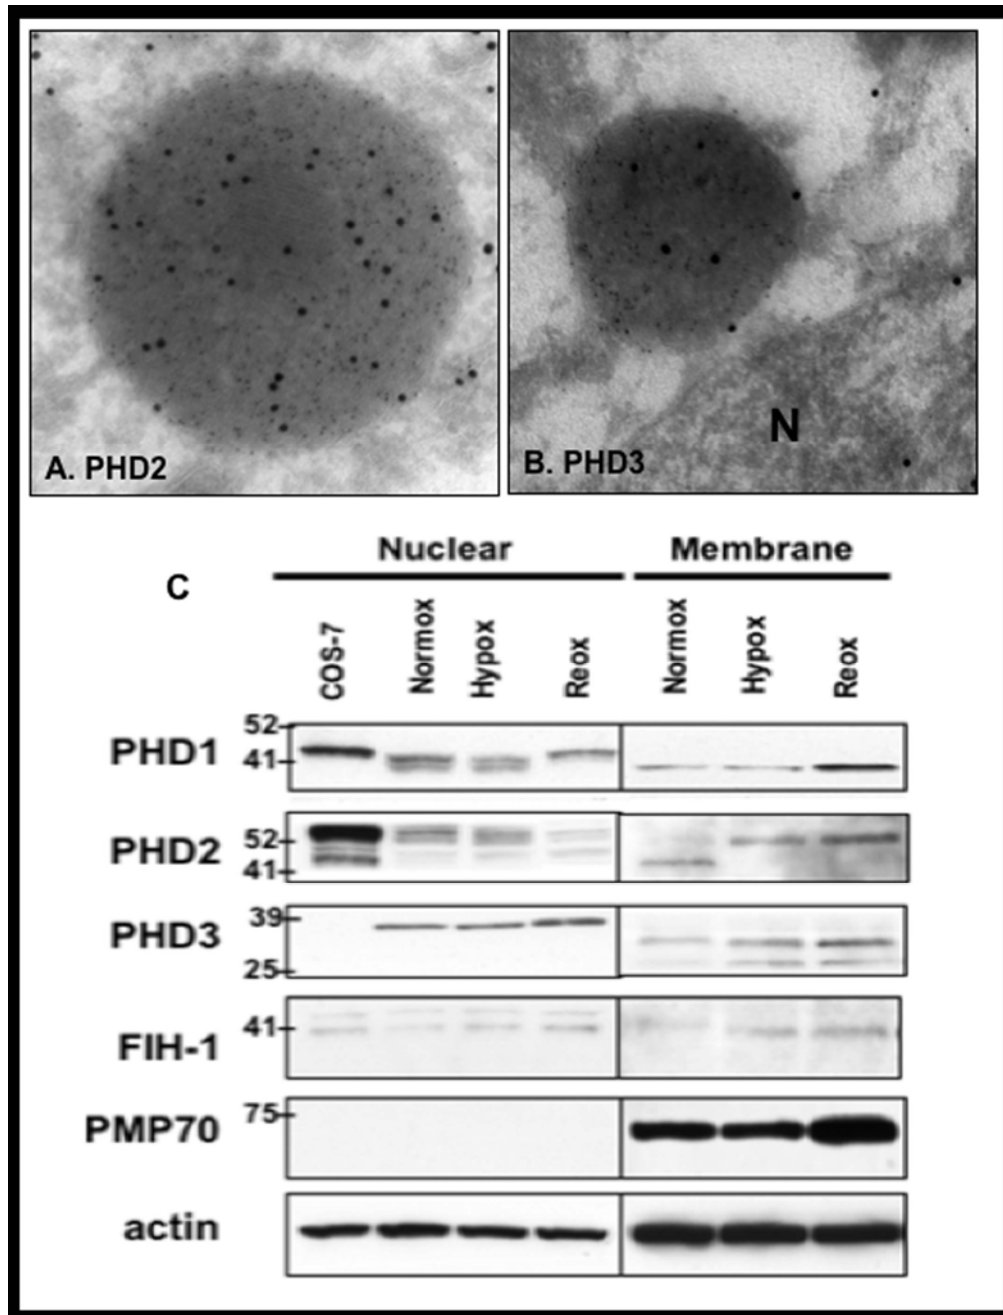 A. PHD2
B. PHD3
N
C
Nuclear Membrane
COS-7 Normox Hypox Reox Normox Hypox Reox
PHD1 52 41
PHD2 52 41
PHD3 39 25
FIH-1 41
PMP70 75
actin